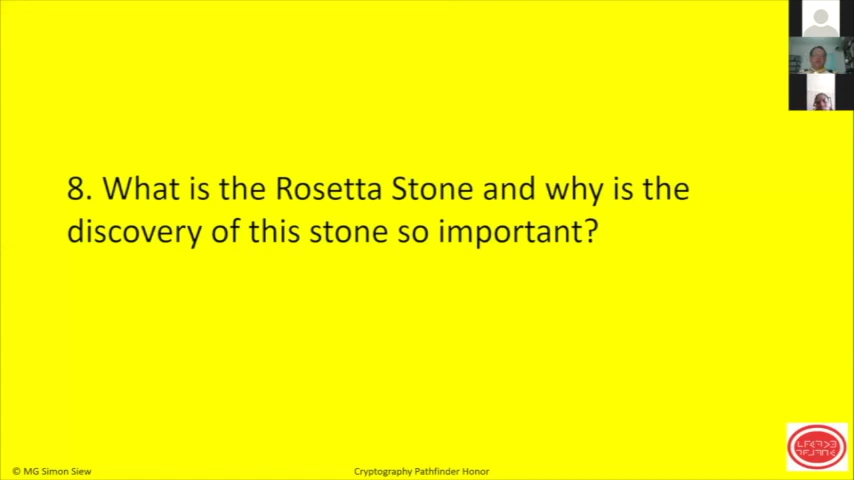 8. What is the Rosetta Stone and why is the
discovery of this stone so important?
© MG Simon Siew
Cryptography Pathfinder Honor